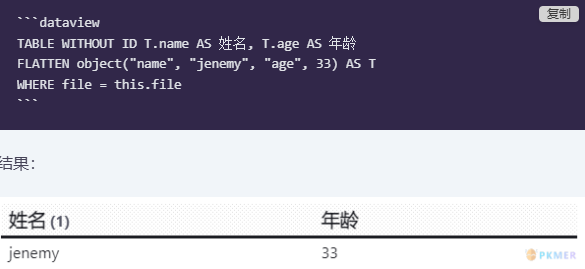 复制
```dataview
TABLE WITHOUT ID T.name AS 姓名, T.age AS 年龄
FLATTEN object("name", "jenemy", "age", 33) AS T
WHERE file = this.file
```
结果：
姓名 (1) 年龄
jenemy 33
PKMER